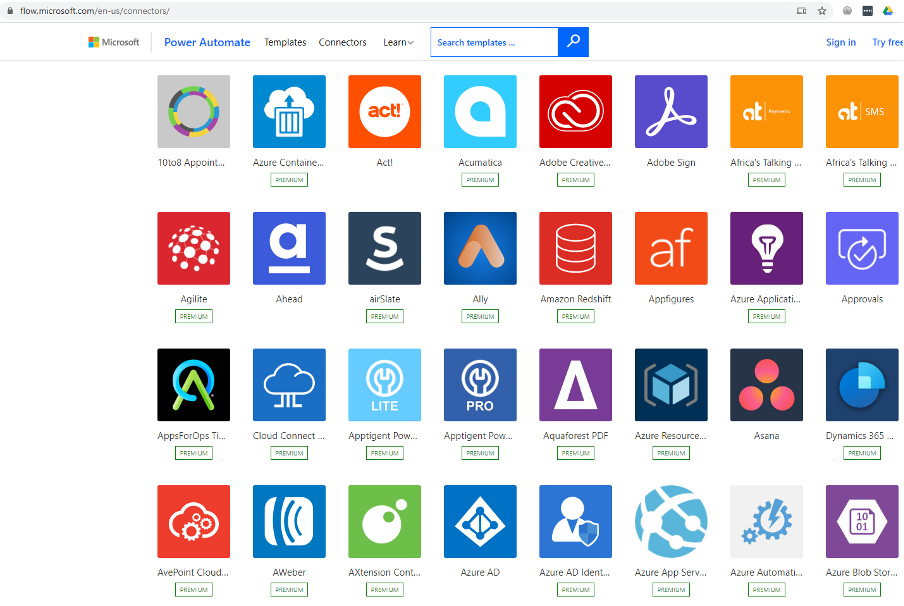 flow.microsoft.com/en-us/connectors/
Microsoft Power Automate Templates Connectors Learn Search templates ... Sign in Try free
act! at Payments at SMS
10to8 Appoint... Azure Containe... Act! Acumatica Adobe Creative... Adobe Sign Africa's Talking ... Africa's Talking ...
PREMIUM PREMIUM PREMIUM PREMIUM PREMIUM
a S af
Agilite Ahead airSlate Ally Amazon Redshift Appfigures Azure Applicati... Approvals
PREMIUM PREMIUM PREMIUM PREMIUM PREMIUM
LITE PRO
AppsForOps Ti... Cloud Connect ... Apptigent Pow... Apptigent Pow... Aquaforest PDF Azure Resource... Asana Dynamics 365 ...
PREMIUM PREMIUM PREMIUM PREMIUM PREMIUM PREMIUM PREMIUM
10
01
AvePoint Cloud... AWeber AXtension Cont... Azure AD Azure AD Ident... Azure App Serv... Azure Automati... Azure Blob Stor...
PREMIUM PREMIUM PREMIUM PREMIUM PREMIUM PREMIUM PREMIUM PREMIUM